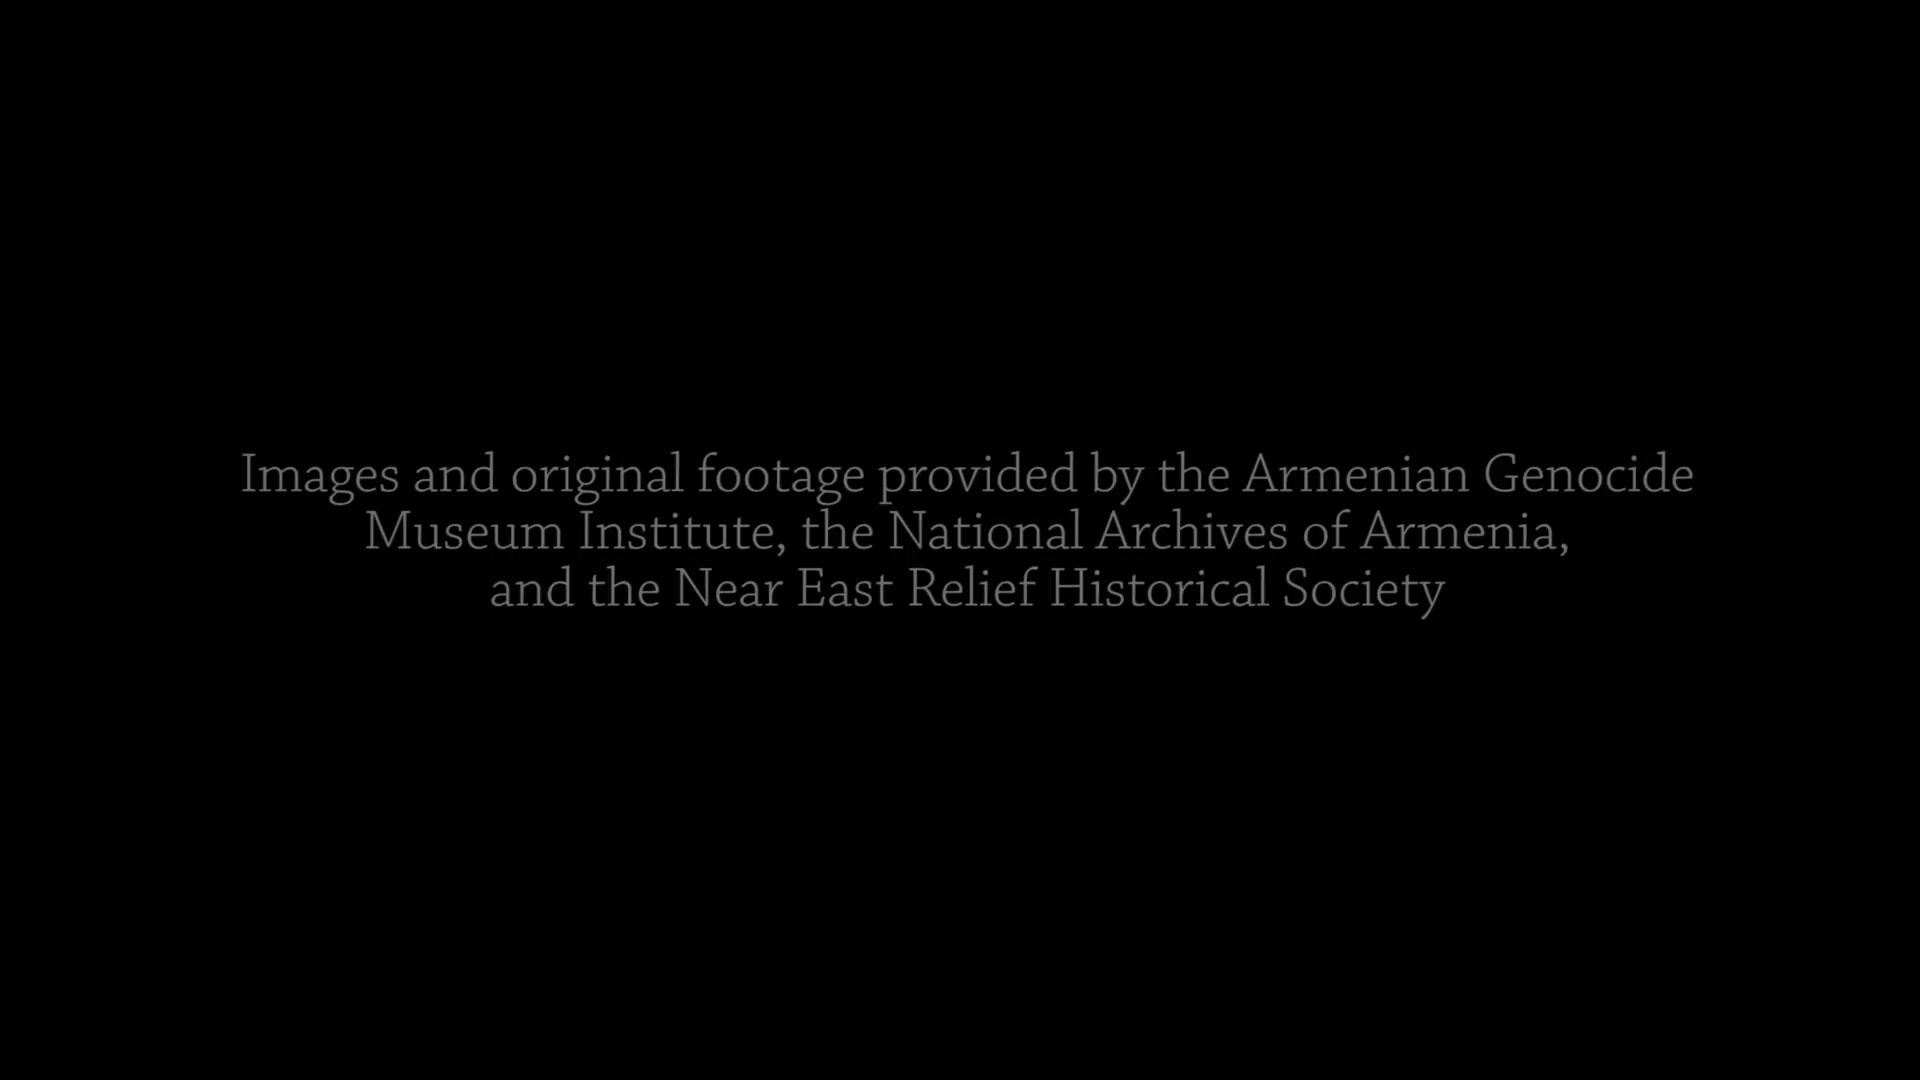 Images and original footage provided by the Armenian Genocide
Museum Institute, the National Archives of Armenia,
and the Near East Relief Historical Society